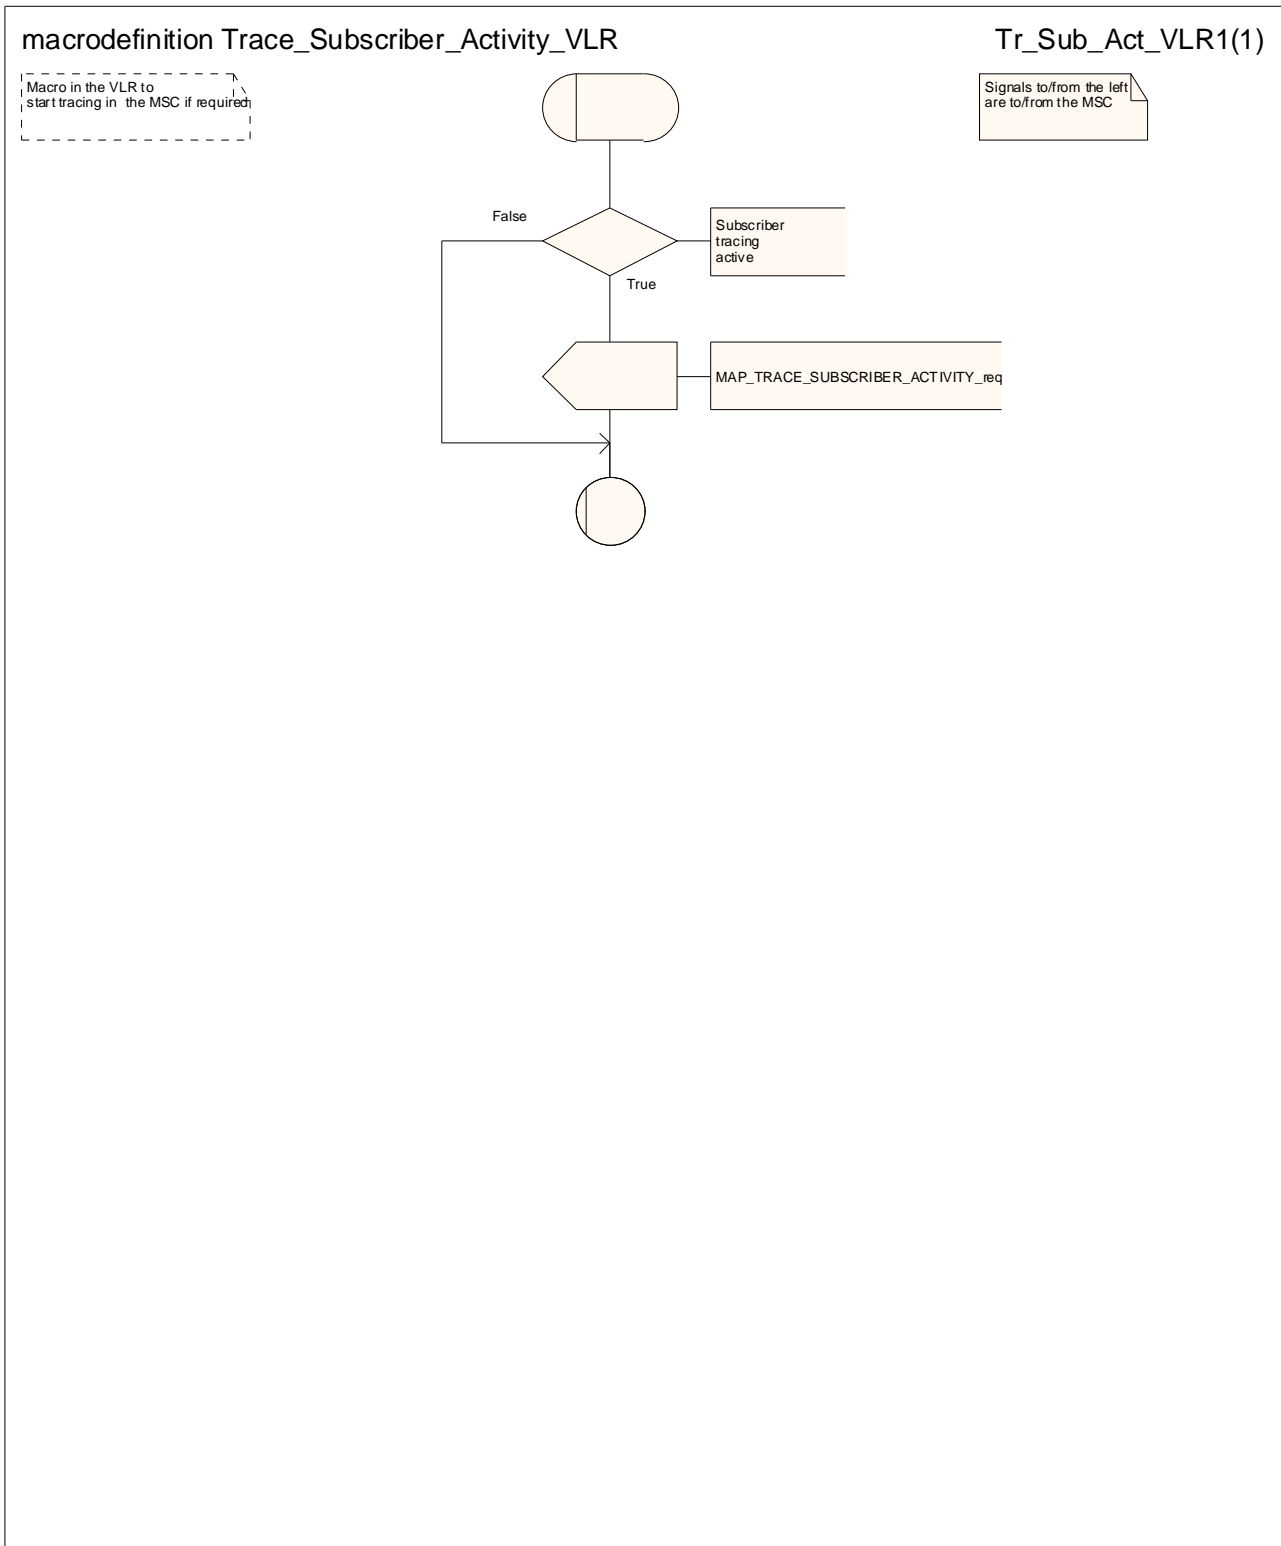 macrodefinition Trace_Subscriber_Activity_VLR
Tr_Sub_Act_VLR1(1)
Macro in the VLR to
start tracing in the MSC if required
Signals to/from the left
are to/from the MSC
False
Subscriber
tracing
active
True
MAP_TRACE_SUBSCRIBER_ACTIVITY_req